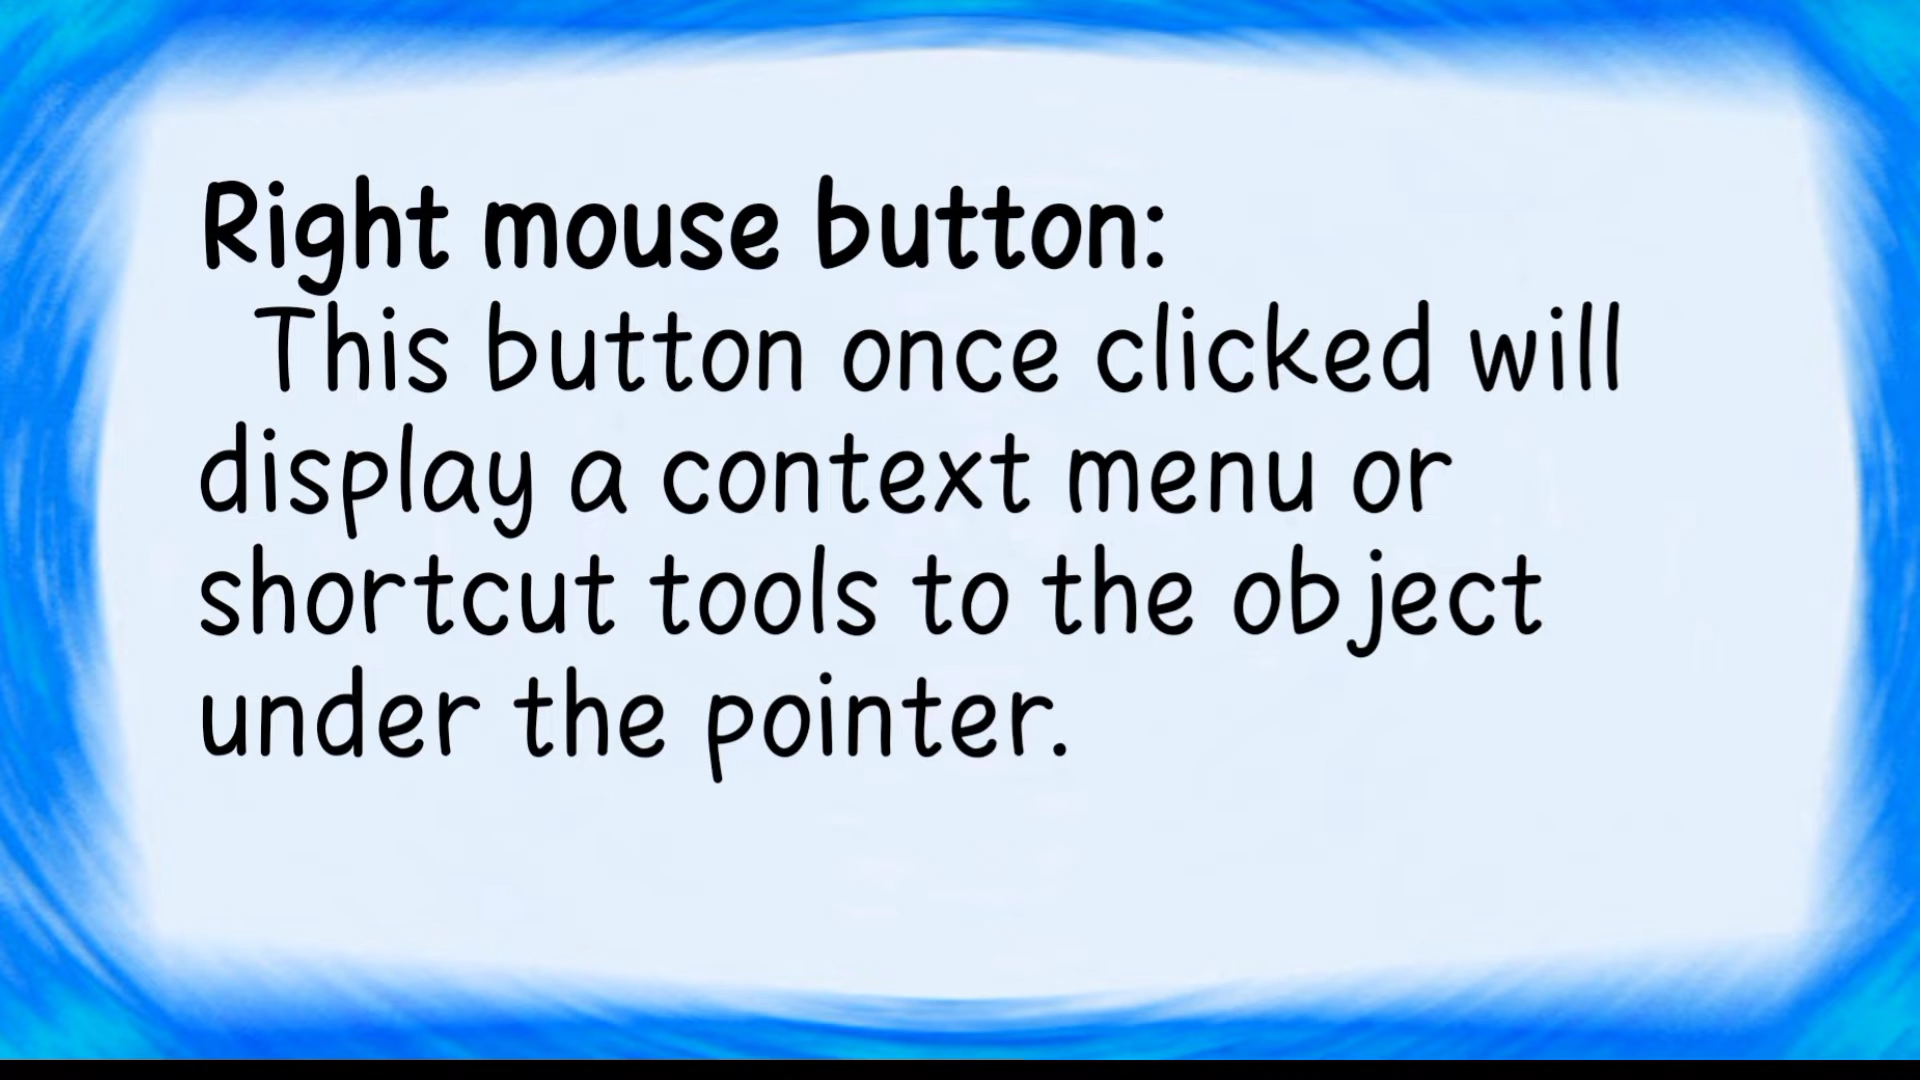 Right mouse button:
This button once clicked will
display a context menu or
shortcut tools to the object
under the pointer.